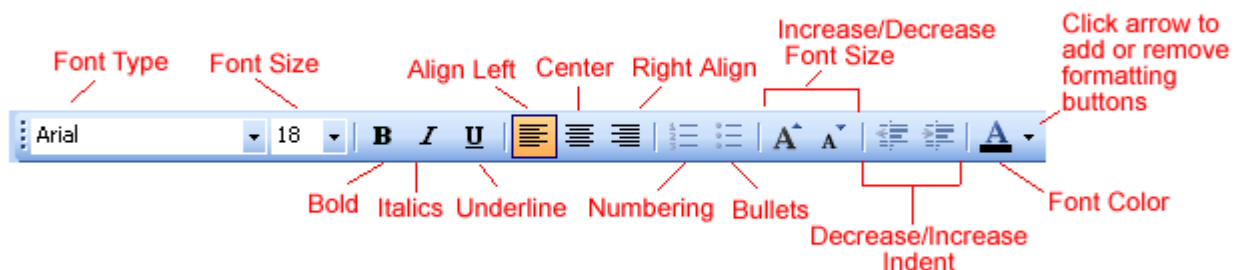 Increase/Decrease
Font Size
Click arrow to
add or remove
formatting
buttons
Font Type
Font Size
Align Left
Center
Right Align
Arial
18
B
I
U
A
A
A
Bold
Italics
Underline
Numbering
Bullets
Decrease/Increase
Indent
Font Color